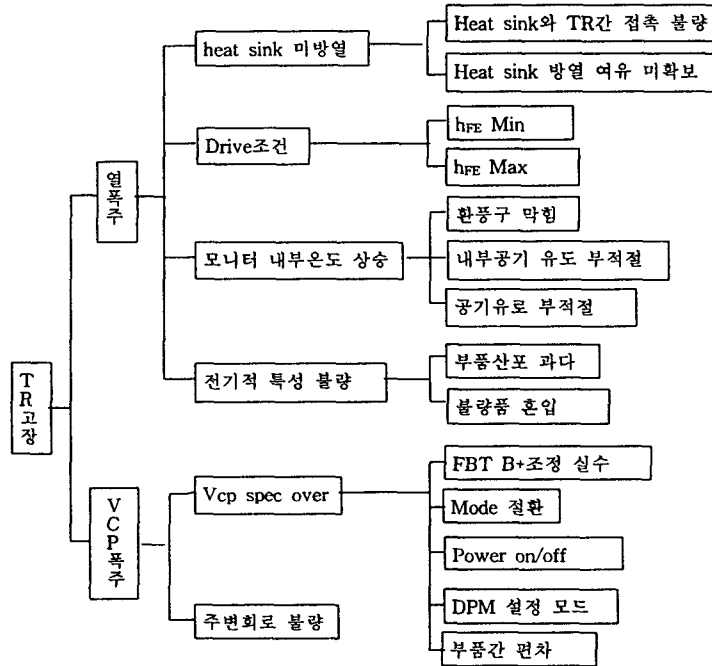 TR고장
열폭주
heat sink 미방열
Heat sink와 TR간 접촉 불량
Heat sink 방열 여유 미확보
Drive조건
hFE Min
hFE Max
모니터 내부온도 상승
환풍구 막힘
내부공기 유도 부적절
공기유로 부적절
전기적 특성 불량
부품산포 과다
불량품 혼입
VCP폭주
Vcp spec over
FBT B+조정 실수
Mode 절환
Power on/off
DPM 설정 모드
부품간 편차
주변회로 불량